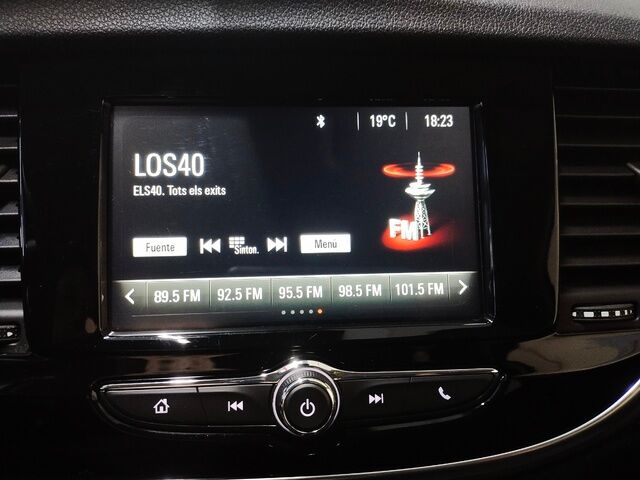 19°C 18:23
LOS40
ELS40. Tots els exits
FM
Fuente Sinton. Menú
89.5 FM 92.5 FM 95.5 FM 98.5 FM 101.5 FM